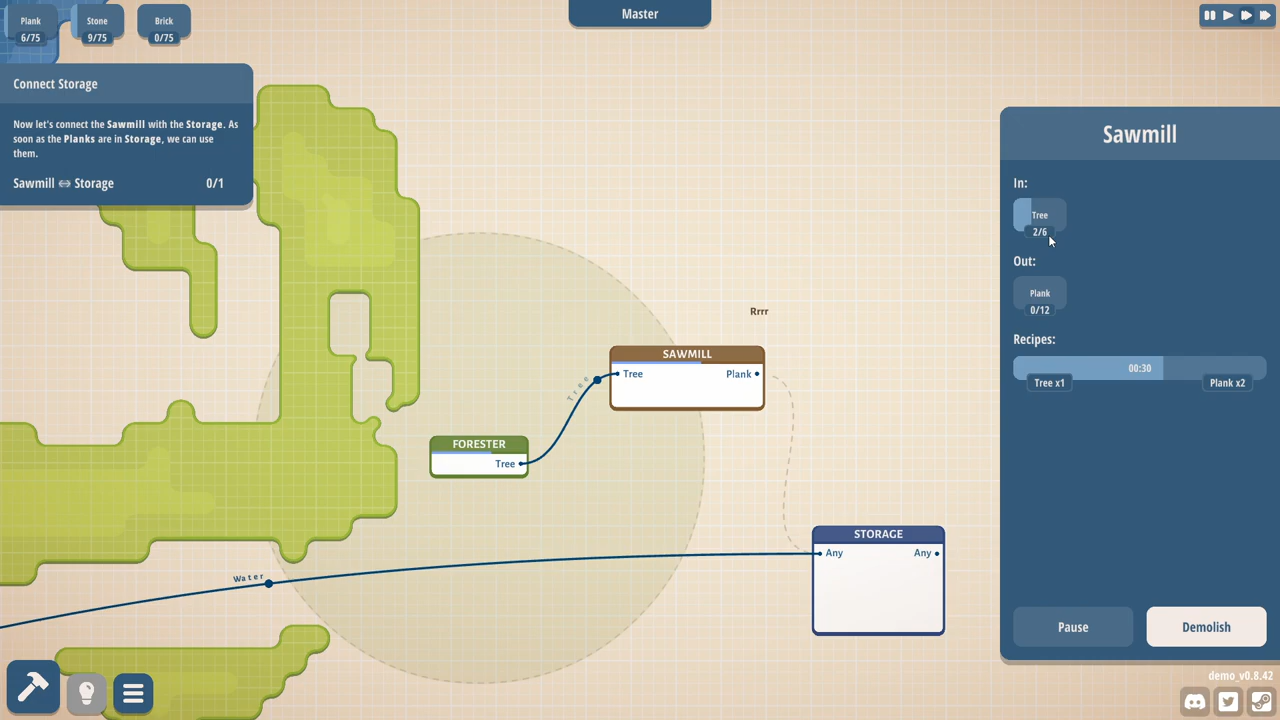 Plank
6/75
Stone
9/75
Brick
0/75
Master
Connect Storage
Now let's connect the Sawmill with the Storage. As
soon as the Planks are in Storage, we can use
them.
Sawmill ⇔ Storage 0/1
Sawmill
In:
Tree
2/6
Out:
Plank
0/12
Recipes:
00:30
Tree x1
Plank x2
Pause
Demolish
Rrrr
SAWMILL
Tree Plank
Tree
FORESTER
Tree
STORAGE
Any Any
Water
demo_v0.8.42